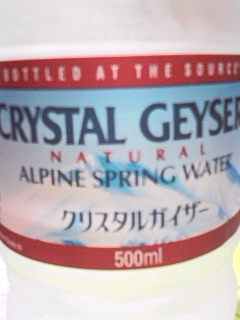 BOTTLED AT THE SOURCE
CRYSTAL GEYSER
NATURAL
ALPINE SPRING WATER
クリスタルガイザー
500ml